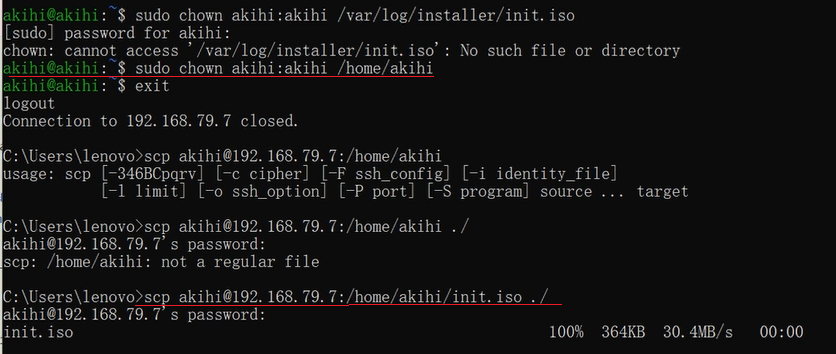 akihi@akihi:~$ sudo chown akihi:akihi /var/log/installer/init.iso
[sudo] password for akihi:
chown: cannot access '/var/log/installer/init.iso': No such file or directory
akihi@akihi:~$ sudo chown akihi:akihi /home/akihi
akihi@akihi:~$ exit
logout
Connection to 192.168.79.7 closed.
C:\Users\lenovo>scp akihi@192.168.79.7:/home/akihi
usage: scp [-346BCpqrv] [-c cipher] [-F ssh_config] [-i identity_file]
[-l limit] [-o ssh_option] [-P port] [-S program] source ... target
C:\Users\lenovo>scp akihi@192.168.79.7:/home/akihi ./
akihi@192.168.79.7's password:
scp: /home/akihi: not a regular file
C:\Users\lenovo>scp akihi@192.168.79.7:/home/akihi/init.iso ./
akihi@192.168.79.7's password:
init.iso 100% 364KB 30.4MB/s 00:00